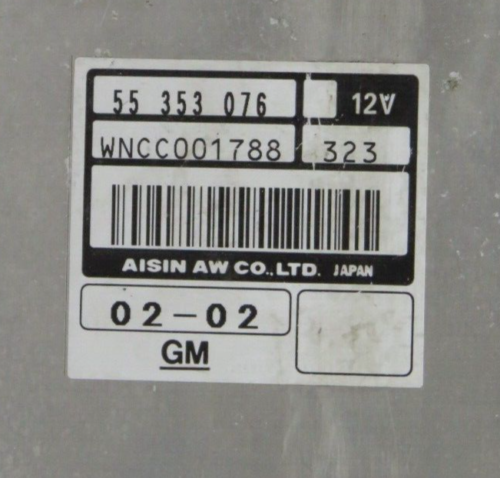 55 353 076 12V
WNCC001788 323
AISIN AW CO., LTD. JAPAN
02-02
GM